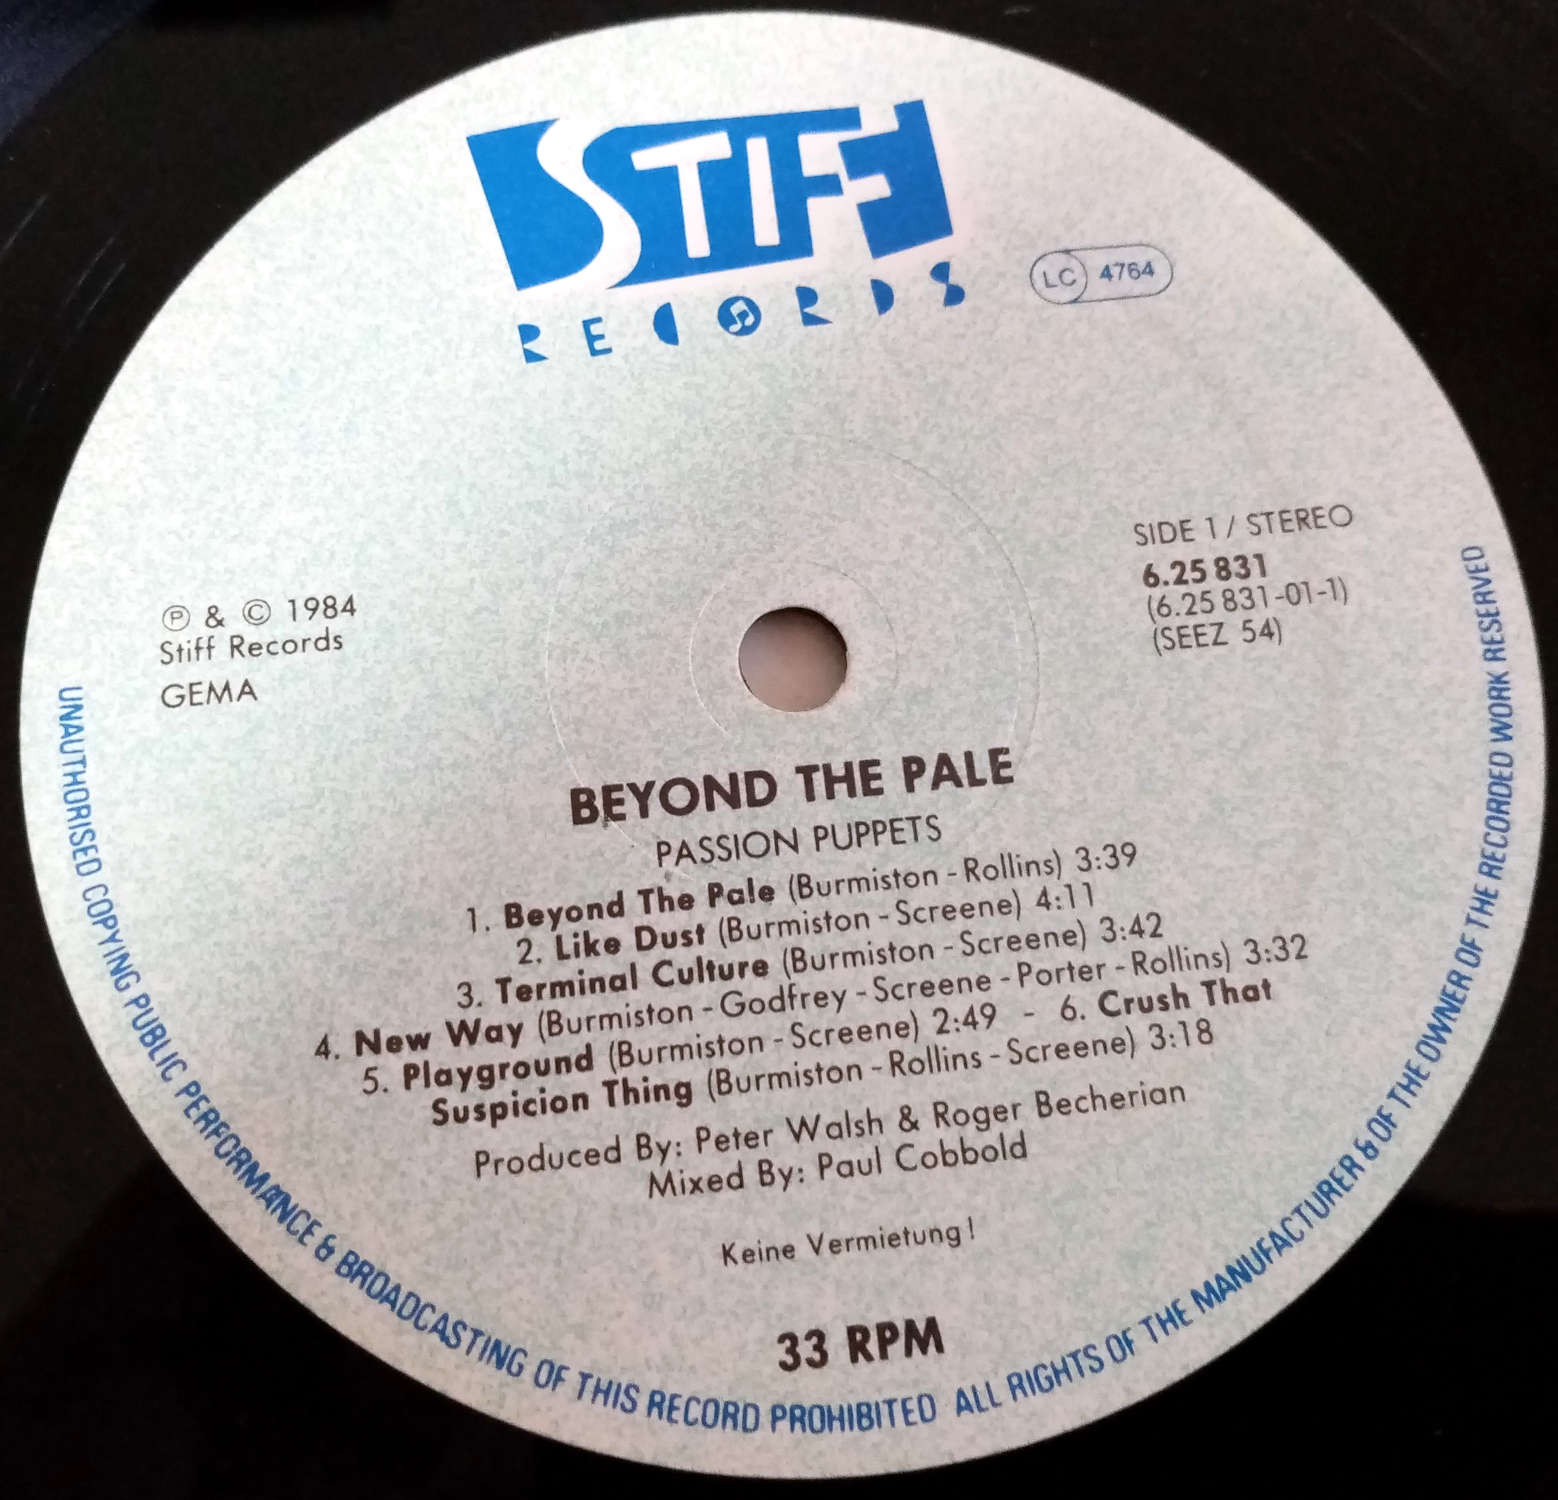 STIFF
RECORDS
LC 4764
SIDE 1 / STEREO
6.25 831
(6.25 831-01-1)
(SEEZ 54)
Ⓟ & © 1984
Stiff Records
GEMA
BEYOND THE PALE
PASSION PUPPETS
1. Beyond The Pale (Burmiston - Rollins) 3:39
2. Like Dust (Burmiston - Screene) 4:11
3. Terminal Culture (Burmiston - Screene) 3:42
4. New Way (Burmiston - Godfrey - Screene - Porter - Rollins) 3:32
5. Playground (Burmiston - Screene) 2:49 - 6. Crush That
Suspicion Thing (Burmiston - Rollins - Screene) 3:18
Produced By: Peter Walsh & Roger Becherian
Mixed By: Paul Cobbold
Keine Vermietung!
33 RPM
UNAUTHORISED COPYING PUBLIC PERFORMANCE & BROADCASTING OF THIS RECORD PROHIBITED ALL RIGHTS OF THE MANUFACTURER & OF THE OWNER OF THE RECORDED WORK RESERVED